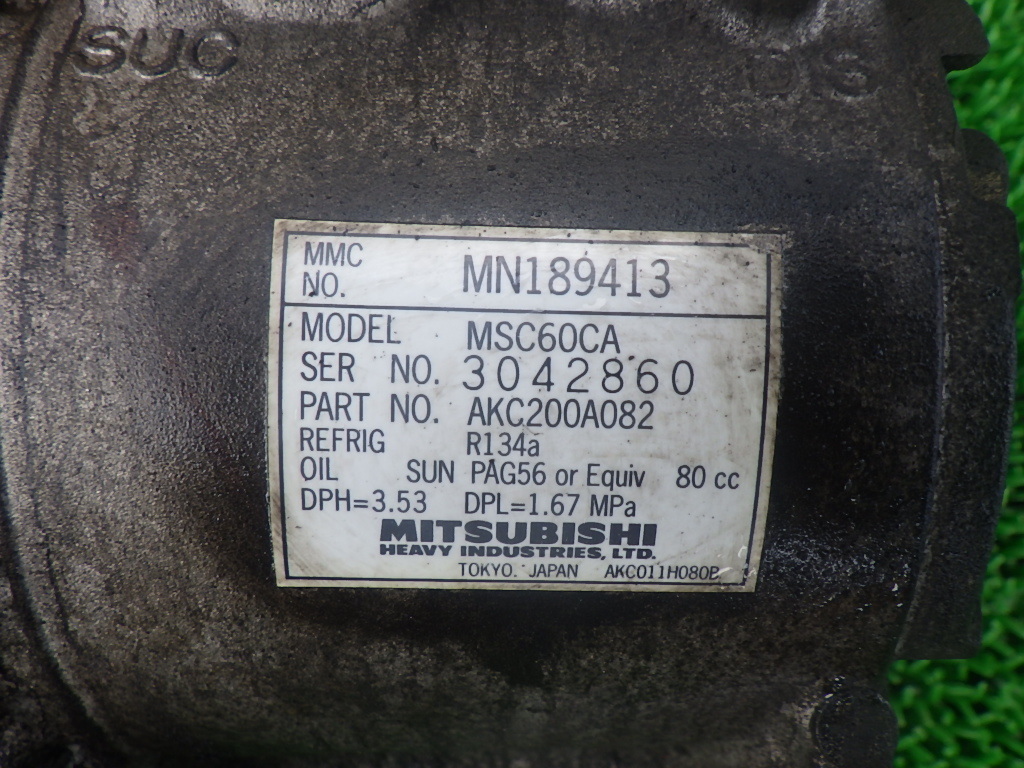 SUC
DS
MMC NO. MN189413
MODEL MSC60CA
SER NO. 3042860
PART NO. AKC200A082
REFRIG R134a
OIL SUN PAG56 or Equiv 80 cc
DPH=3.53 DPL=1.67 MPa
MITSUBISHI
HEAVY INDUSTRIES, LTD.
TOKYO. JAPAN AKC011H080B